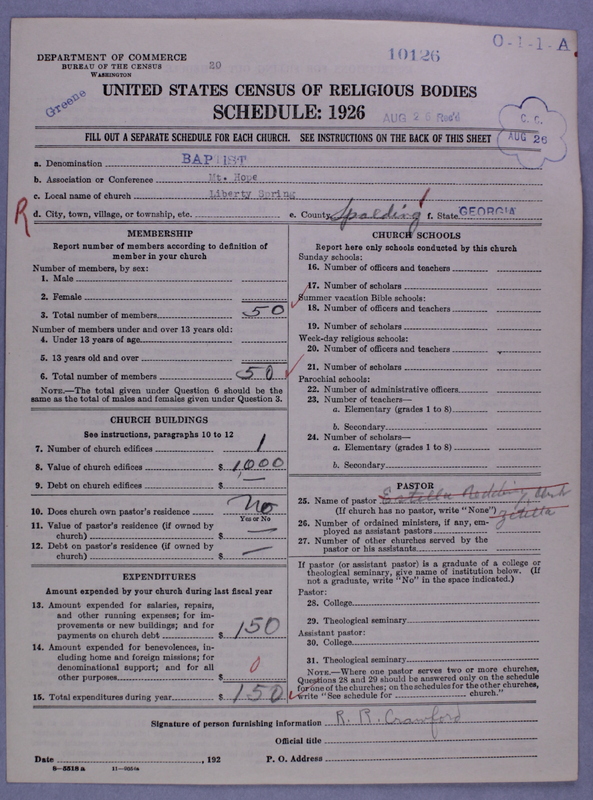 O-1-1-A.
10126
DEPARTMENT OF COMMERCE
BUREAU OF THE CENSUS
WASHINGTON
20
UNITED STATES CENSUS OF RELIGIOUS BODIES
Greene
SCHEDULE: 1926
AUG 26 Rec'd
C. C.
AUG 26
FILL OUT A SEPARATE SCHEDULE FOR EACH CHURCH. SEE INSTRUCTIONS ON THE BACK OF THIS SHEET
a. Denomination BAPTIST
b. Association or Conference Mt. Hope
c. Local name of church Liberty Spring
R d. City, town, village, or township, etc. e. County Spalding f. State GEORGIA
MEMBERSHIP
Report number of members according to definition of
member in your church
Number of members, by sex:
1. Male
2. Female
3. Total number of members 50
Number of members under and over 13 years old:
4. Under 13 years of age
5. 13 years old and over
6. Total number of members 50
NOTE.—The total given under Question 6 should be the
same as the total of males and females given under Question 3.
CHURCH BUILDINGS
See instructions, paragraphs 10 to 12
7. Number of church edifices 1
8. Value of church edifices $ 1,000
9. Debt on church edifices $ —
10. Does church own pastor's residence? No
Yes or No
11. Value of pastor's residence (if owned by
church) $ —
12. Debt on pastor's residence (if owned by
church) $ —
EXPENDITURES
Amount expended by your church during last fiscal year
13. Amount expended for salaries, repairs,
and other running expenses; for im-
provements or new buildings; and for
payments on church debt $ 150
14. Amount expended for benevolences, in-
cluding home and foreign missions; for
denominational support; and for all
other purposes $ 0
15. Total expenditures during year $ 150
CHURCH SCHOOLS
Report here only schools conducted by this church
Sunday schools:
16. Number of officers and teachers
17. Number of scholars
Summer vacation Bible schools:
18. Number of officers and teachers
19. Number of scholars
Week-day religious schools:
20. Number of officers and teachers
21. Number of scholars
Parochial schools:
22. Number of administrative officers
23. Number of teachers—
a. Elementary (grades 1 to 8)
b. Secondary
24. Number of scholars—
a. Elementary (grades 1 to 8)
b. Secondary
PASTOR
25. Name of pastor
(If church has no pastor, write "None") Zetella
26. Number of ordained ministers, if any, em-
ployed as assistant pastors
27. Number of other churches served by the
pastor or his assistants
If pastor (or assistant pastor) is a graduate of a college or
theological seminary, give name of institution below. (If
not a graduate, write "No" in the space indicated.)
Pastor:
28. College
29. Theological seminary
Assistant pastor:
30. College
31. Theological seminary
NOTE.—Where one pastor serves two or more churches,
Questions 28 and 29 should be answered only on the schedule
for one of the churches; on the schedules for the other churches,
write "See schedule for church."
Signature of person furnishing information R. R. Crawford
Official title
Date , 192 P. O. Address
8—5518 a